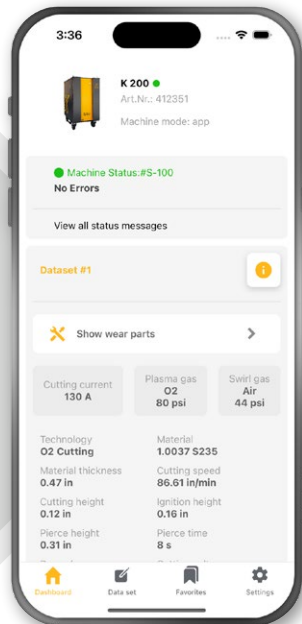 3:36
K 200
Art.Nr.: 412351
Machine mode: app
Machine Status:#S-100
No Errors
View all status messages
Dataset #1
Show wear parts
Cutting current
130 A
Plasma gas
O2
80 psi
Swirl gas
Air
44 psi
Technology
O2 Cutting
Material
1.0037 S235
Material thickness
0.47 in
Cutting speed
86.61 in/min
Cutting height
0.12 in
Ignition height
0.16 in
Pierce height
0.31 in
Pierce time
8 s
Dashboard
Data set
Favorites
Settings